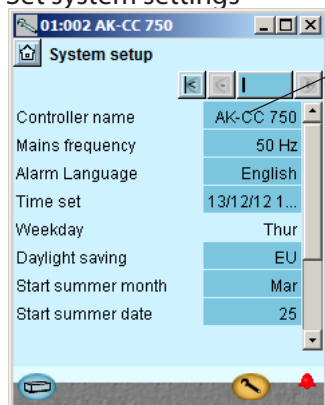 Set system settings
01:002 AK-CC 750
System setup
Controller name AK-CC 750
Mains frequency 50 Hz
Alarm Language English
Time set 13/12/12 1...
Weekday Thur
Daylight saving EU
Start summer month Mar
Start summer date 25